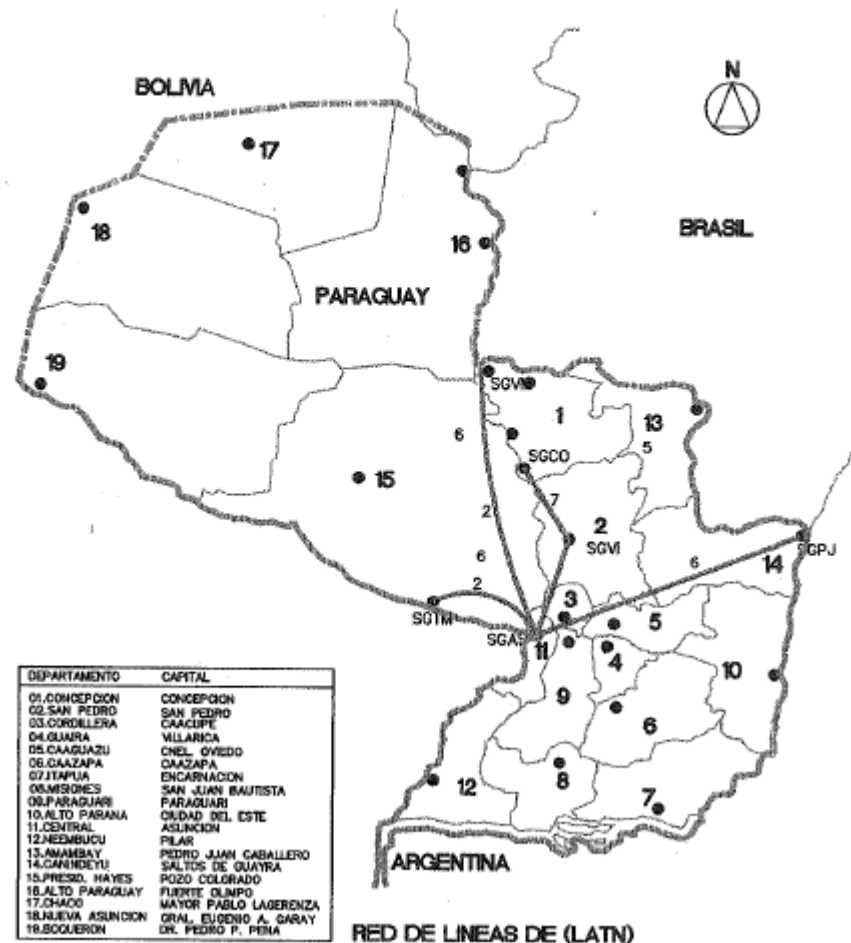 BOLIVIA
N
17
18
BRASIL
16
PARAGUAY
19
SGVM
1
13
6
5
SGCO
15
7
2
2
SGVI
SGPJ
6
6
14
2
3
SGTM
5
SGAS
11
4
10
9
6
8
12
7
ARGENTINA
DEPARTAMENTO CAPITAL
01.CONCEPCION CONCEPCION
02.SAN PEDRO SAN PEDRO
03.CORDILLERA CAACUPE
04.GUAIRA VILLARICA
05.CAAGUAZU CNEL. OVIEDO
06.CAAZAPA CAAZAPA
07.ITAPUA ENCARNACION
08.MISIONES SAN JUAN BAUTISTA
09.PARAGUARI PARAGUARI
10.ALTO PARANA CIUDAD DEL ESTE
11.CENTRAL ASUNCION
12.NEEMBUCU PILAR
13.AMAMBAY PEDRO JUAN CABALLERO
14.CANINDEYU SALTOS DE GUAYRA
15.PRESID. HAYES POZO COLORADO
16.ALTO PARAGUAY FUERTE OLIMPO
17.CHACO MAYOR PABLO LAGERENZA
18.NUEVA ASUNCION GRAL. EUGENIO A. GARAY
19.BOQUERON DR. PEDRO P. PENA
RED DE LINEAS DE (LATN)